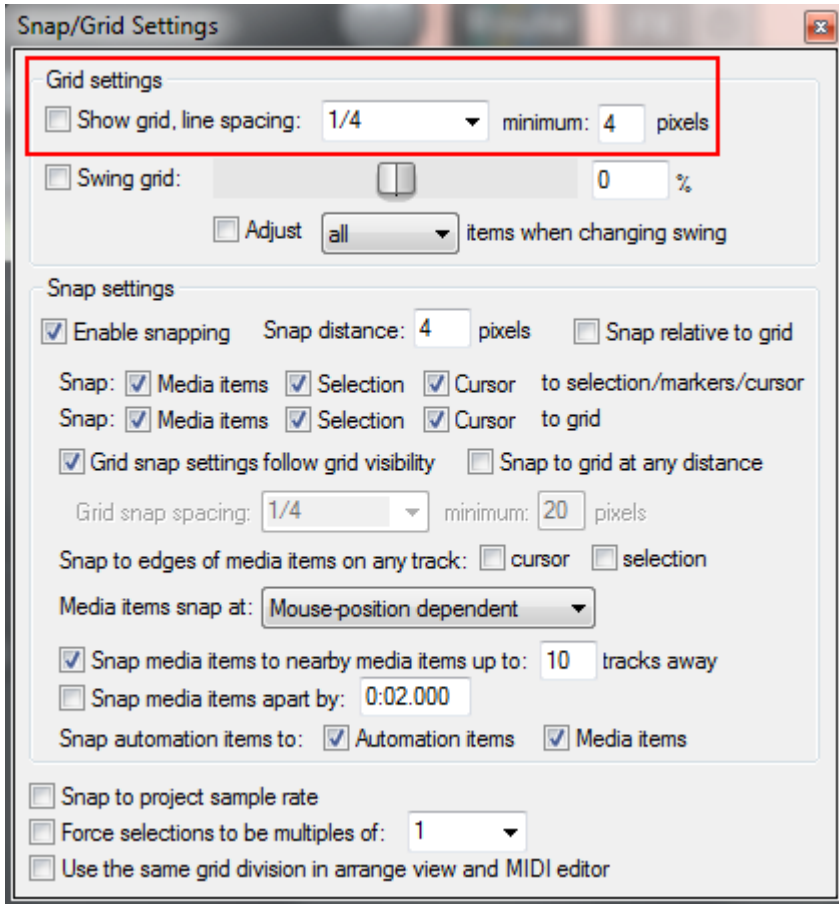 Snap/Grid Settings
Grid settings
Show grid, line spacing: 1/4 minimum: 4 pixels
Swing grid: 0 %
Adjust all items when changing swing
Snap settings
Enable snapping Snap distance: 4 pixels Snap relative to grid
Snap: Media items Selection Cursor to selection/markers/cursor
Snap: Media items Selection Cursor to grid
Grid snap settings follow grid visibility Snap to grid at any distance
Grid snap spacing: 1/4 minimum: 20 pixels
Snap to edges of media items on any track: cursor selection
Media items snap at: Mouse-position dependent
Snap media items to nearby media items up to: 10 tracks away
Snap media items apart by: 0:02.000
Snap automation items to: Automation items Media items
Snap to project sample rate
Force selections to be multiples of: 1
Use the same grid division in arrange view and MIDI editor